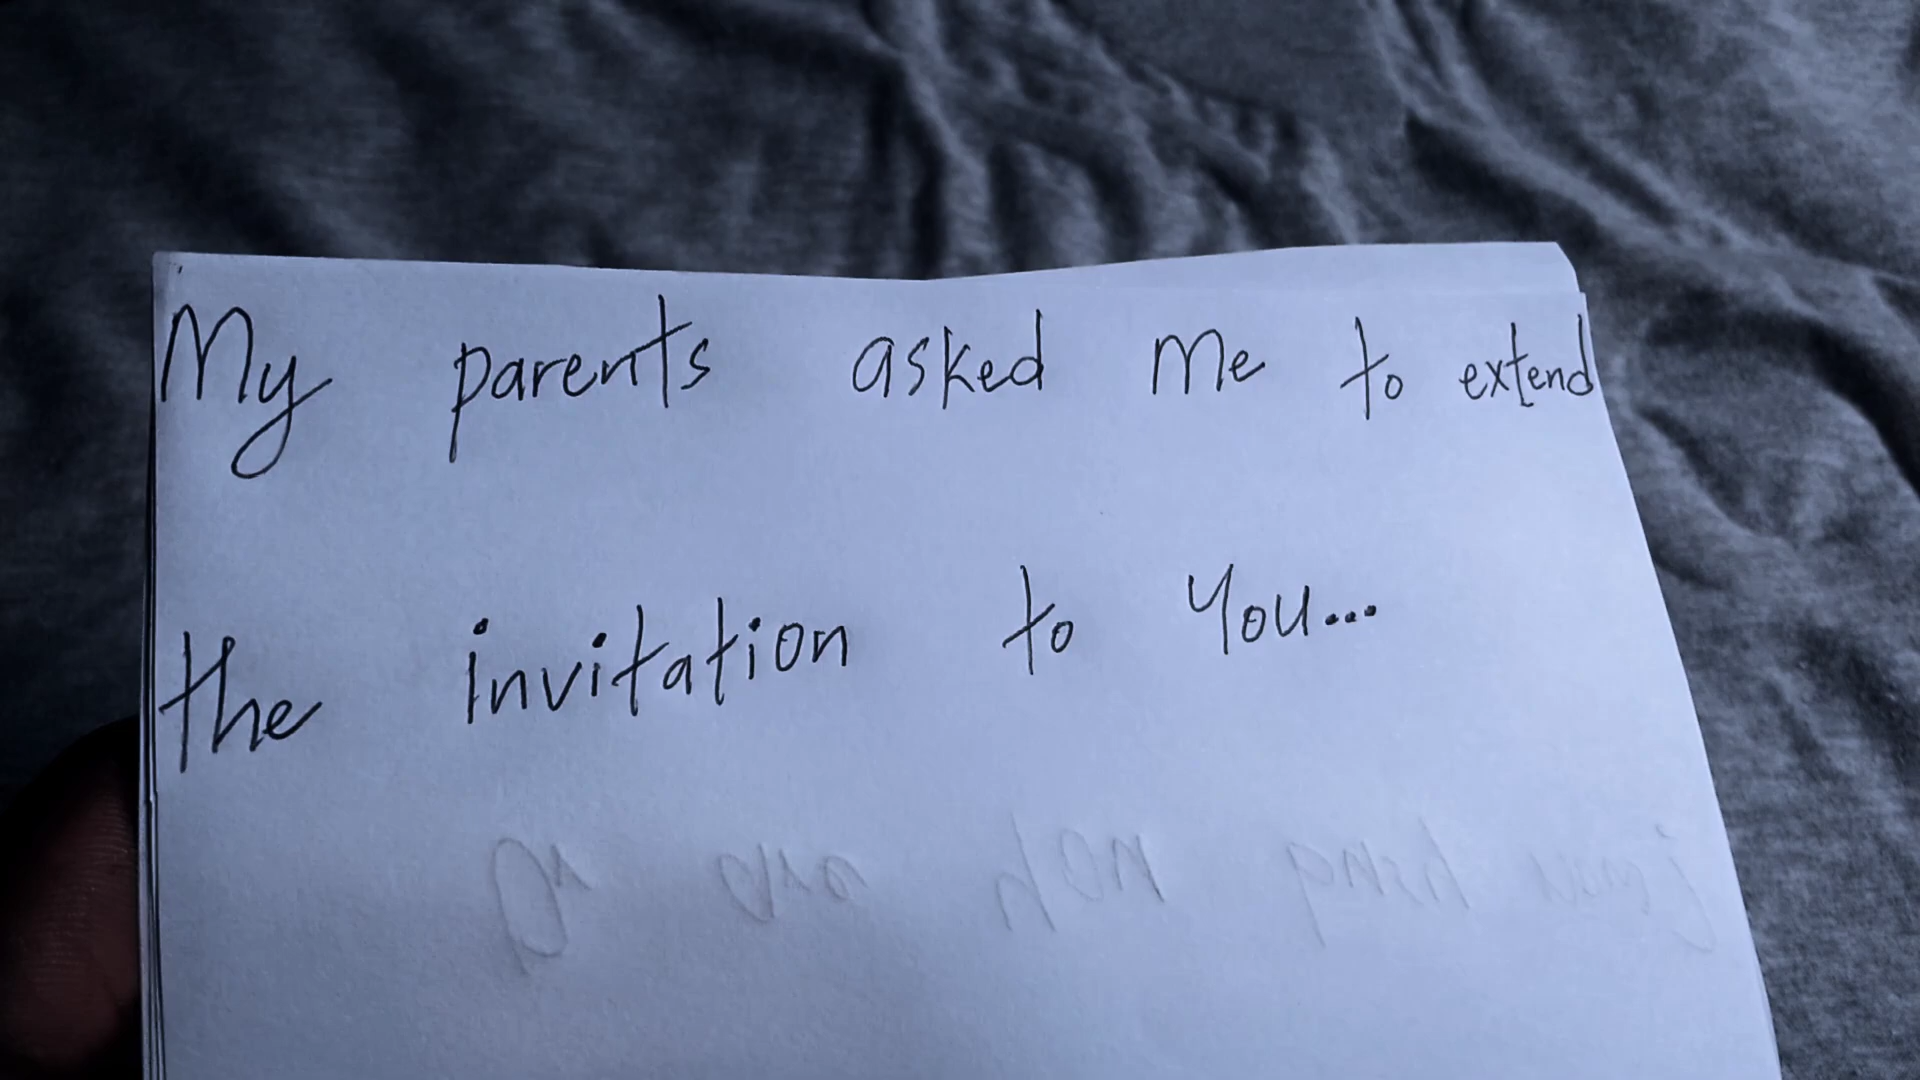 My parents asked me to extend
the invitation to you...